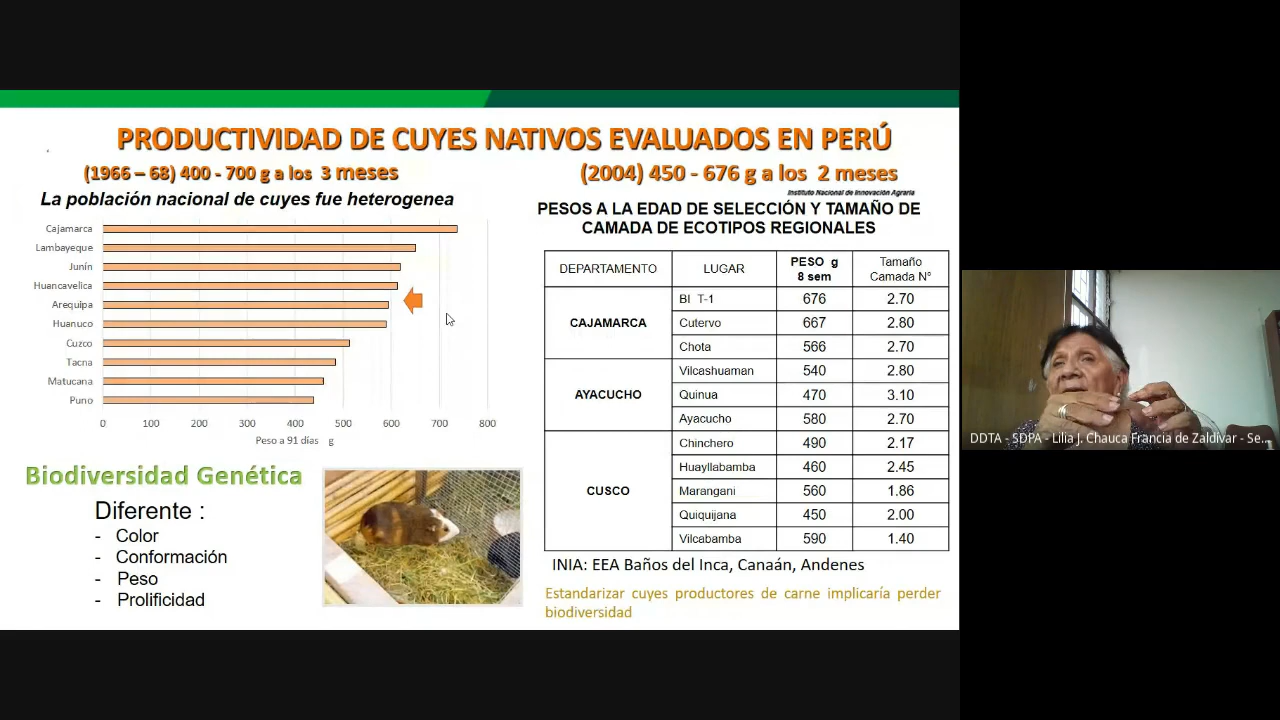 PRODUCTIVIDAD DE CUYES NATIVOS EVALUADOS EN PERÚ
(1966 – 68) 400 - 700 g a los 3 meses
La población nacional de cuyes fue heterogenea
Cajamarca
Lambayeque
Junín
Huancavelica
Arequipa
Huanuco
Cuzco
Tacna
Matucana
Puno
0 100 200 300 400 500 600 700 800
Peso a 91 días g
Biodiversidad Genética
Diferente :
- Color
- Conformación
- Peso
- Prolificidad
(2004) 450 - 676 g a los 2 meses
Instituto Nacional de Innovación Agraria
PESOS A LA EDAD DE SELECCIÓN Y TAMAÑO DE
CAMADA DE ECOTIPOS REGIONALES
DEPARTAMENTO LUGAR PESO g 8 sem Tamaño Camada Nº
CAJAMARCA
BI T-1 676 2.70
Cutervo 667 2.80
Chota 566 2.70
AYACUCHO
Vilcashuaman 540 2.80
Quinua 470 3.10
Ayacucho 580 2.70
CUSCO
Chinchero 490 2.17
Huayllabamba 460 2.45
Marangani 560 1.86
Quiquijana 450 2.00
Vilcabamba 590 1.40
INIA: EEA Baños del Inca, Canaán, Andenes
Estandarizar cuyes productores de carne implicaría perder
biodiversidad
DDTA - SDPA - Lilia J. Chauca Francia de Zaldívar - Se...